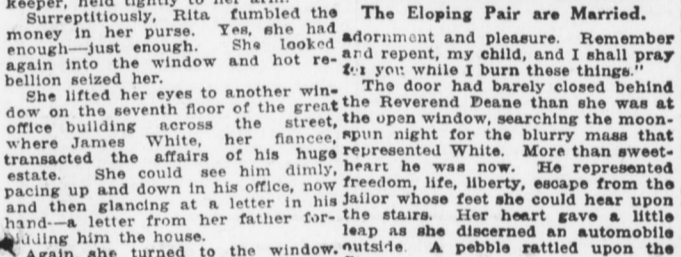 keeper, held tightly to her arm.
Surreptitiously, Rita fumbled the
money in her purse. Yes, she had
enough—just enough. She looked
again into the window and hot re-
bellion seized her.
She lifted her eyes to another win-
dow on the seventh floor of the great
office building across the street,
where James White, her fiancee,
transacted the affairs of his huge
estate. She could see him dimly,
pacing up and down in his office, now
and then glancing at a letter in his
hand—a letter from her father for-
bidding him the house.
Again she turned to the window.
The Eloping Pair are Married.
adornment and pleasure. Remember
and repent, my child, and I shall pray
for you while I burn these things."
The door had barely closed behind
the Reverend Deane than she was at
the open window, searching the moon-
spun night for the blurry mass that
represented White. More than sweet-
heart he was now. He represented
freedom, life, liberty, escape from the
jailor whose feet she could hear upon
the stairs. Her heart gave a little
leap as she discerned an automobile
outside. A pebble rattled upon the